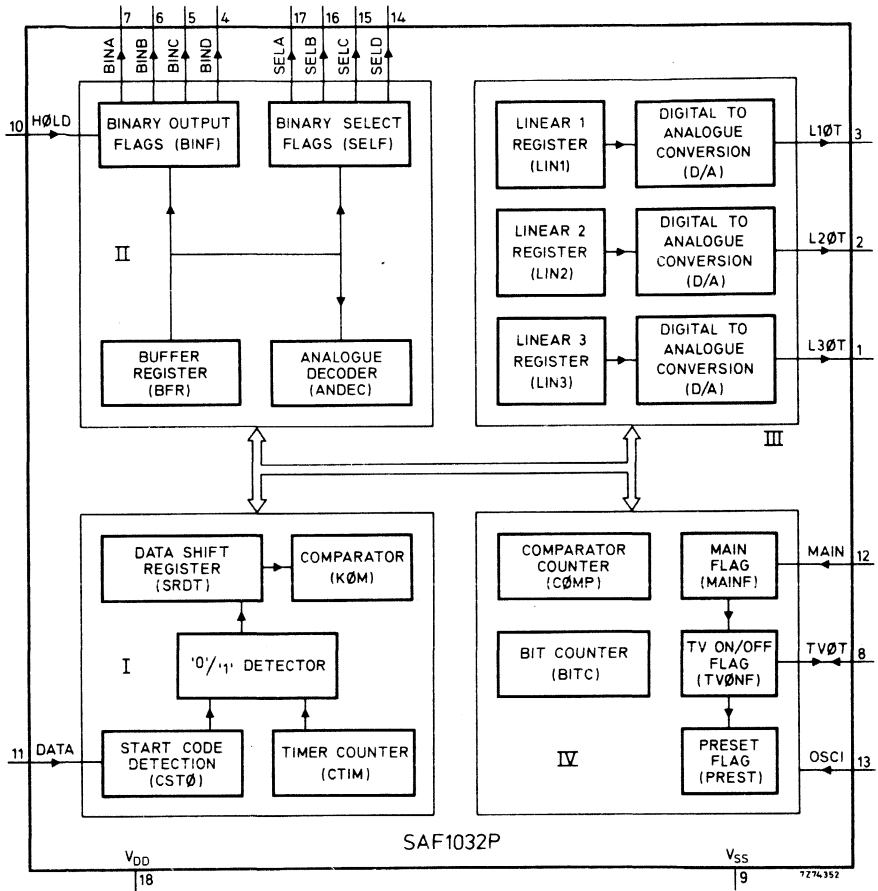 7 6 5 4 17 16 15 14
BINA BINB BINC BIND SELA SELB SELC SELD
10 HØLD
BINARY OUTPUT
FLAGS (BINF)
BINARY SELECT
FLAGS (SELF)
II
BUFFER
REGISTER
(BFR)
ANALOGUE
DECODER
(ANDEC)
LINEAR 1
REGISTER
(LIN1)
DIGITAL TO
ANALOGUE
CONVERSION
(D/A)
L1ØT 3
LINEAR 2
REGISTER
(LIN2)
DIGITAL TO
ANALOGUE
CONVERSION
(D/A)
L2ØT 2
LINEAR 3
REGISTER
(LIN3)
DIGITAL TO
ANALOGUE
CONVERSION
(D/A)
L3ØT 1
III
DATA SHIFT
REGISTER
(SRDT)
COMPARATOR
(KØM)
I
'0'/'1' DETECTOR
11 DATA
START CODE
DETECTION
(CSTØ)
TIMER COUNTER
(CTIM)
COMPARATOR
COUNTER
(CØMP)
MAIN
FLAG
(MAINF)
MAIN 12
BIT COUNTER
(BITC)
TV ON/OFF
FLAG
(TVØNF)
TVØT 8
IV
PRESET
FLAG
(PREST)
OSCI 13
SAF1032P
VDD
18
VSS
9
7Z74352